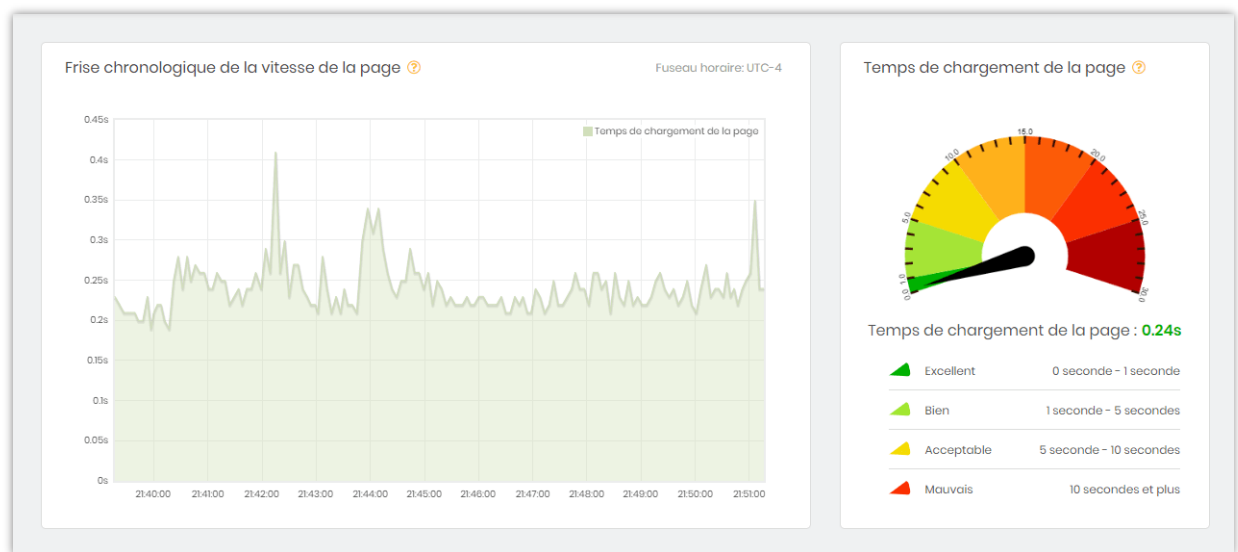 Frise chronologique de la vitesse de la page ?
Fuseau horaire: UTC-4
Temps de chargement de la page
0.45s
0.4s
0.35s
0.3s
0.25s
0.2s
0.15s
0.1s
0.05s
0s
21:40:00 21:41:00 21:42:00 21:43:00 21:44:00 21:45:00 21:46:00 21:47:00 21:48:00 21:49:00 21:50:00 21:51:00
Temps de chargement de la page ?
0.0
1.0
5.0
10.0
15.0
20.0
25.0
30.0
Temps de chargement de la page : 0.24s
Excellent 0 seconde - 1 seconde
Bien 1 seconde - 5 secondes
Acceptable 5 seconde - 10 secondes
Mauvais 10 secondes et plus